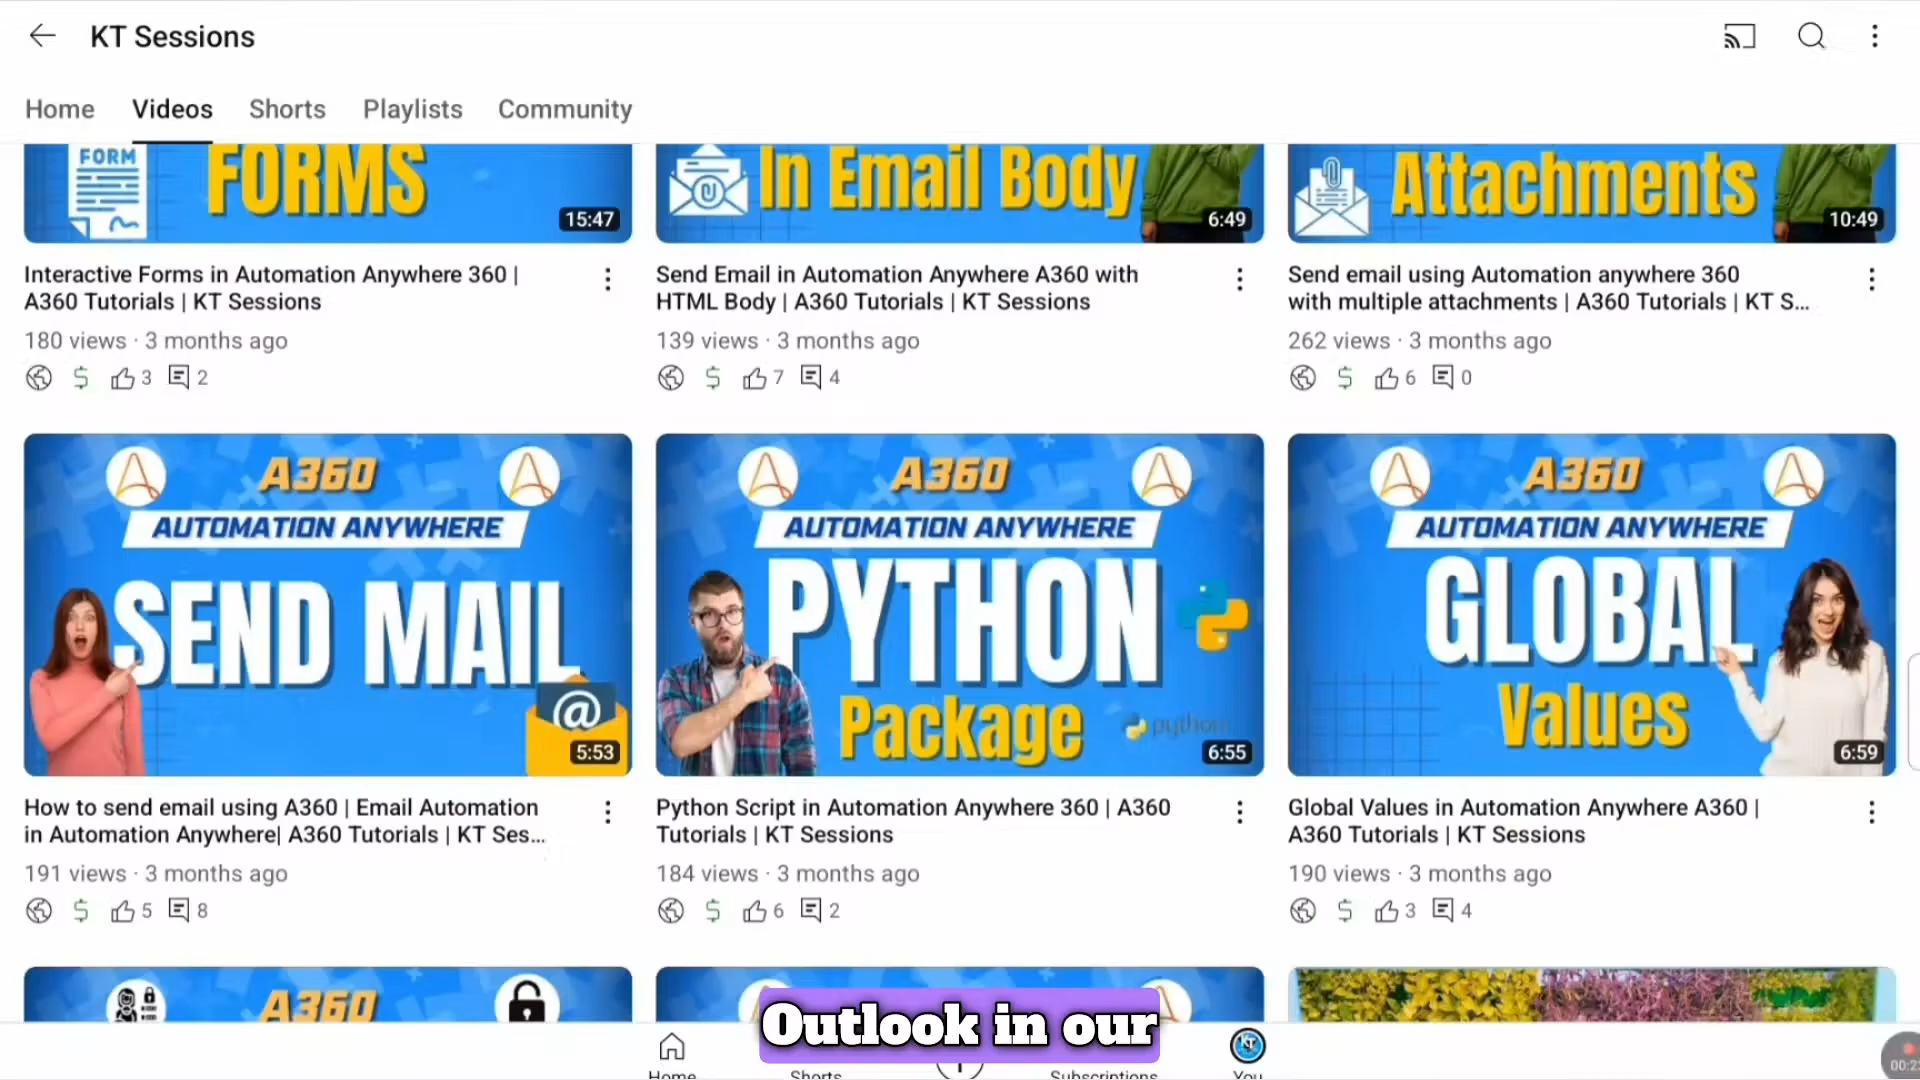 KT Sessions
Home Videos Shorts Playlists Community
FORM
FORMS
15:47
In Email Body
6:49
Attachments
10:49
Interactive Forms in Automation Anywhere 360 |
A360 Tutorials | KT Sessions
180 views · 3 months ago
3 2
Send Email in Automation Anywhere A360 with
HTML Body | A360 Tutorials | KT Sessions
139 views · 3 months ago
7 4
Send email using Automation anywhere 360
with multiple attachments | A360 Tutorials | KT S...
262 views · 3 months ago
6 0
A360
AUTOMATION ANYWHERE
SEND MAIL
@
5:53
A360
AUTOMATION ANYWHERE
PYTHON
Package
python
6:55
A360
AUTOMATION ANYWHERE
GLOBAL
Values
6:59
How to send email using A360 | Email Automation
in Automation Anywhere| A360 Tutorials | KT Ses...
191 views · 3 months ago
5 8
Python Script in Automation Anywhere 360 | A360
Tutorials | KT Sessions
184 views · 3 months ago
6 2
Global Values in Automation Anywhere A360 |
A360 Tutorials | KT Sessions
190 views · 3 months ago
3 4
A360
Outlook in our
KT
Home Shorts Subscriptions You